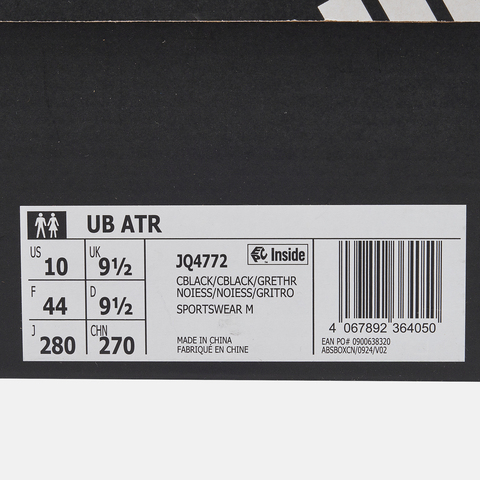 UB ATR
US 10
UK 9½
F 44
D 9½
J 280
CHN 270
JQ4772
Inside
CBLACK/CBLACK/GRETHR
NOIESS/NOIESS/GRITRO
SPORTSWEAR M
MADE IN CHINA
FABRIQUÉ EN CHINE
4 067892 364050
EAN PO# 0900638320
ABSBOXCN/0924/V02